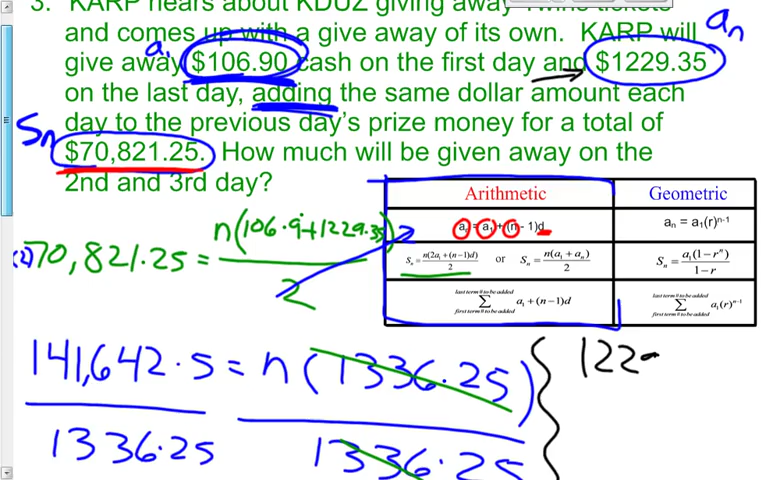 3. KARP hears about KDUZ giving away Twins tickets
and comes up with a give away of its own. KARP will
give away $106.90 cash on the first day and $1229.35
on the last day, adding the same dollar amount each
day to the previous day's prize money for a total of
$70,821.25. How much will be given away on the
2nd and 3rd day?
a₁
aₙ
Sₙ
Arithmetic Geometric
aₙ = a₁ + (n - 1)d aₙ = a₁(r)ⁿ⁻¹
Sₙ = n(2a₁+(n−1)d)/2 or Sₙ = n(a₁+aₙ)/2 Sₙ = a₁(1−rⁿ)/1−r
last term # to be added last term # to be added
∑ a₁ + (n−1)d ∑ a₁(r)ⁿ⁻¹
first term # to be added first term # to be added
(2)70,821.25 = n(106.9+1229.35)/2
141,642.5 = n(1336.25)
1336.25 1336.25
122